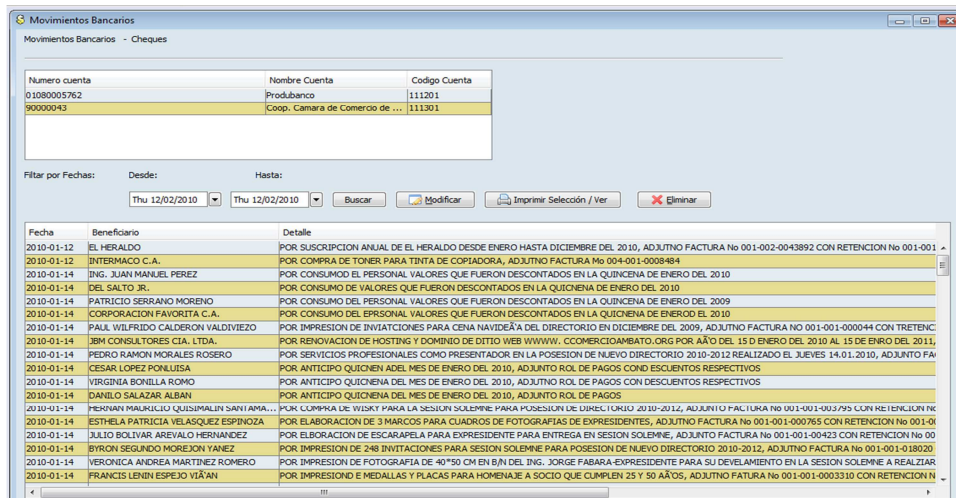 Movimientos Bancarios
Movimientos Bancarios - Cheques
Numero cuenta Nombre Cuenta Codigo Cuenta
01080005762 Produbanco 111201
90000043 Coop. Camara de Comercio de ... 111301
Filtar por Fechas: Desde: Hasta:
Thu 12/02/2010 Thu 12/02/2010 Buscar Modificar Imprimir Selección / Ver Eliminar
Fecha Beneficiario Detalle
2010-01-12 EL HERALDO POR SUSCRIPCION ANUAL DE EL HERALDO DESDE ENERO HASTA DICIEMBRE DEL 2010, ADJUTNO FACTURA No 001-002-0043892 CON RETENCION No 001-001
2010-01-12 INTERMACO C.A. POR COMPRA DE TONER PARA TINTA DE COPIADORA, ADJUTNO FACTURA Mo 004-001-0008484
2010-01-14 ING. JUAN MANUEL PEREZ POR CONSUMOD EL PERSONAL VALORES QUE FUERON DESCONTADOS EN LA QUINCENA DE ENERO DEL 2010
2010-01-14 DEL SALTO JR. POR CONSUMO DE VALORES QUE FUERON DESCONTADOS EN LA QUICNENA DE ENERO DEL 2010
2010-01-14 PATRICIO SERRANO MORENO POR CONSUMO DEL PERSONAL VALORES QUE FUERON DESCONTADOS EN LA QUINCENA DE ENERO DEL 2009
2010-01-14 CORPORACION FAVORITA C.A. POR CONSUMO DEL EPRSONAL VALORES QUE FUERON DESCONTADOS EN LA QUINCENA DE ENEROD EL 2010
2010-01-14 PAUL WILFRIDO CALDERON VALDIVIEZO POR IMPRESION DE INVIATCIONES PARA CENA NAVIDEÃ'A DEL DIRECTORIO EN DICIEMBRE DEL 2009, ADJUTNO FACTURA NO 001-001-000044 CON TRETENC
2010-01-14 JBM CONSULTORES CIA. LTDA. POR RENOVACION DE HOSTING Y DOMINIO DE DITIO WEB WWWW. CCOMERCIOAMBATO.ORG POR AÃ'O DEL 15 D ENERO DEL 2010 AL 15 DE ENRO DEL 2011,
2010-01-14 PEDRO RAMON MORALES ROSERO POR SERVICIOS PROFESIONALES COMO PRESENTADOR EN LA POSESION DE NUEVO DIRECTORIO 2010-2012 REALIZADO EL JUEVES 14.01.2010, ADJUNTO FA
2010-01-14 CESAR LOPEZ PONLUISA POR ANTICIPO QUICNEN ADEL MES DE ENERO DEL 2010, ADJUNTO ROL DE PAGOS COND ESCUENTOS RESPECTIVOS
2010-01-14 VIRGINIA BONILLA ROMO POR ANTICIPO QUICNENA DEL MES DE ENERO DEL 2010, ADJUTNO ROL DE PAGOS CON DESCUENTOS RESPECTIVOS
2010-01-14 DANILO SALAZAR ALBAN POR ANTICIPO QUICNENA DEL MES DE ENERO DEL 2010, ADJUNTO ROL DE PAGOS
2010-01-14 HERNAN MAURICIO QUISIMALIN SANTAMA... POR COMPRA DE WISKY PARA LA SESION SOLEMNE PARA POSESION DE DIRECTORIO 2010-2012, ADJUNTO FACTURA No 001-001-003795 CON RETENCION No
2010-01-14 ESTHELA PATRICIA VELASQUEZ ESPINOZA POR ELABORACION DE 3 MARCOS PARA CUADROS DE FOTOGRAFIAS DE EXPRESIDENTES, ADJUTNO FACTURA No 001-001-000765 CON RETENCION No 001-00
2010-01-14 JULIO BOLIVAR AREVALO HERNANDEZ POR ELBORACION DE ESCARAPELA PARA EXPRESIDENTE PARA ENTREGA EN SESION SOLEMNE, ADJUNTO FACTURA No 001-001-00423 CON RETENCION No 00
2010-01-14 BYRON SEGUNDO MOREJON YANEZ POR IMPRESION DE 248 INVITACIONES PARA SESION SOLEMNE PARA POSESION DE NUEVO DIRECTORIO 2010-2012, ADJUTNO FACTURA No 001-001-018020
2010-01-14 VERONICA ANDREA MARTINEZ ROMERO POR IMPRESION DE FOTOGRAFIA DE 40*50 CM EN B/N DEL ING. JORGE FABARA-EXPRESIDENTE PARA SU DEVELAMIENTO EN LA SESION SOLEMNE A REALZIAR
2010-01-14 FRANCIS LENIN ESPEJO VIÃ'AN POR IMPRESIOND E MEDALLAS Y PLACAS PARA HOMENAJE A SOCIO QUE CUMPLEN 25 Y 50 AÃ'OS, ADJUTNO FATURA No 001-001-0003310 CON RETENCION N